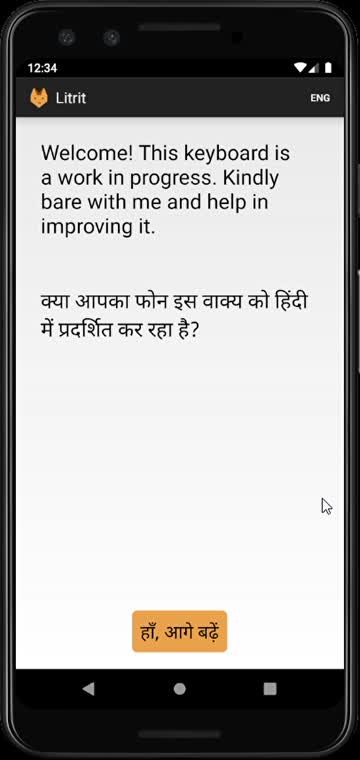 12:34
Litrit
ENG
Welcome! This keyboard is
a work in progress. Kindly
bare with me and help in
improving it.
क्या आपका फोन इस वाक्य को हिंदी
में प्रदर्शित कर रहा है?
हाँ, आगे बढ़ें